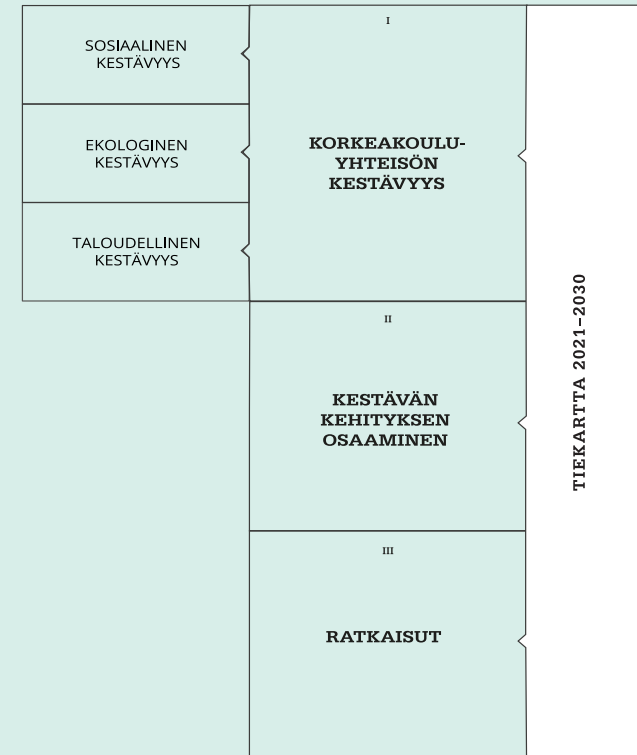 SOSIAALINEN
KESTÄVYYS
EKOLOGINEN
KESTÄVYYS
TALOUDELLINEN
KESTÄVYYS
I
KORKEAKOULU-
YHTEISÖN
KESTÄVYYS
II
KESTÄVÄN
KEHITYKSEN
OSAAMINEN
III
RATKAISUT
TIEKARTTA 2021–2030